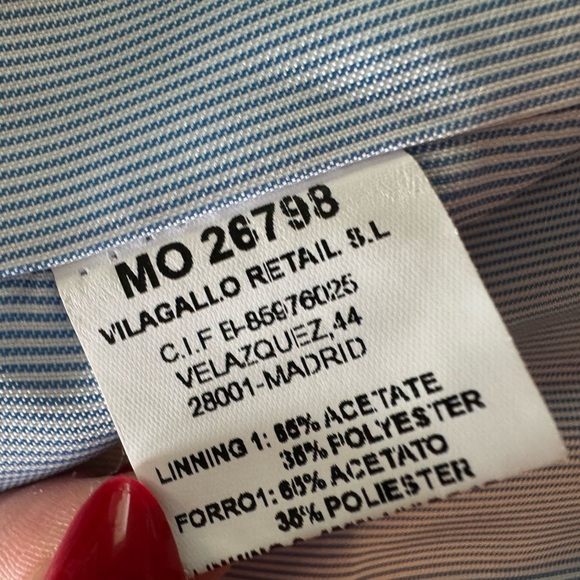 MO 26798
VILAGALLO RETAIL S.L
C.I.F B-85976025
VELAZQUEZ,44
28001-MADRID
LINNING 1: 65% ACETATE
35% POLYESTER
FORRO1: 65% ACETATO
35% POLIESTER